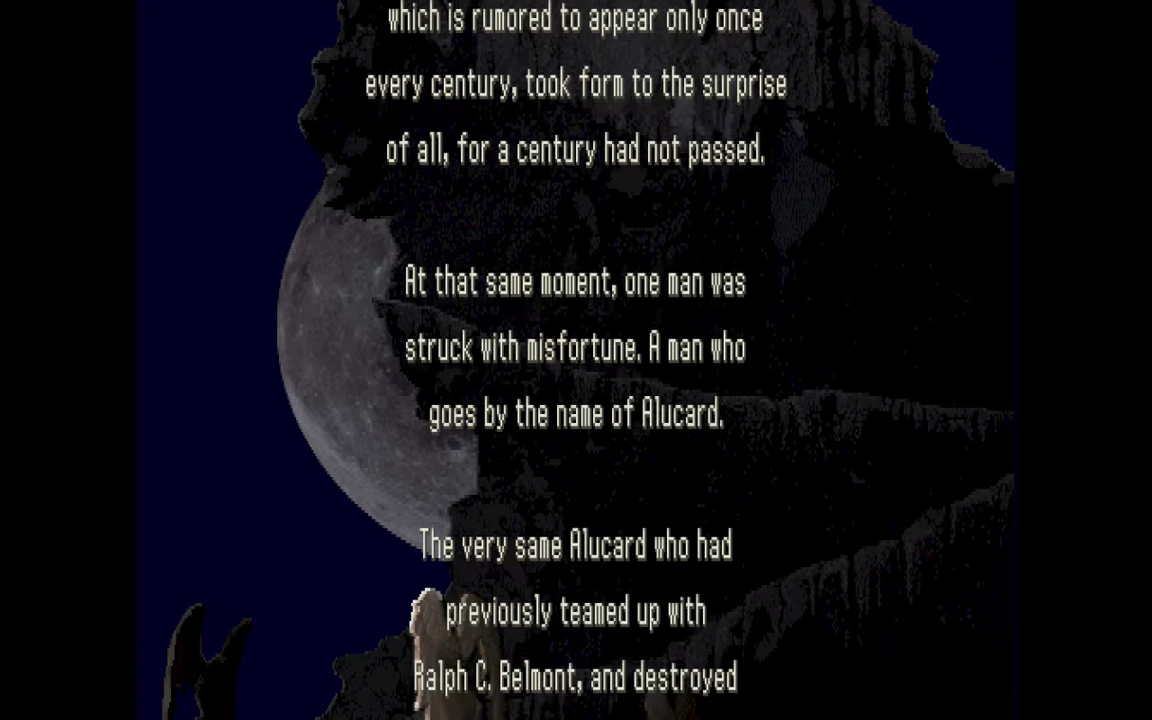 which is rumored to appear only once
every century, took form to the surprise
of all, for a century had not passed.
At that same moment, one man was
struck with misfortune. A man who
goes by the name of Alucard.
The very same Alucard who had
previously teamed up with
Ralph C. Belmont, and destroyed